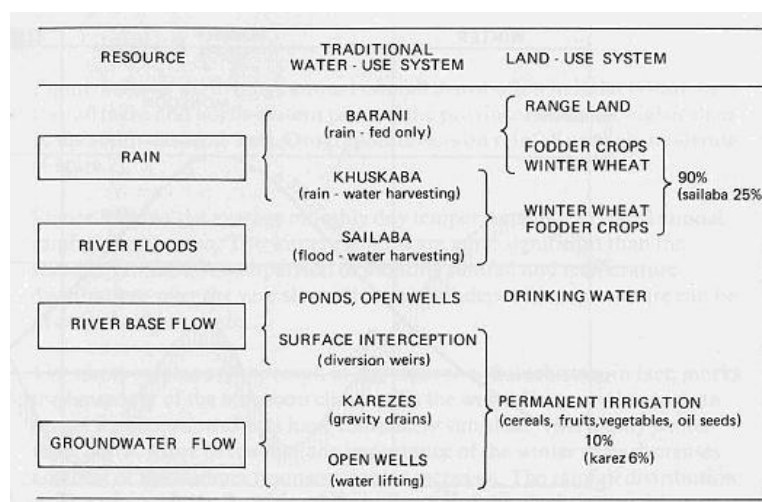 RESOURCE
TRADITIONAL
WATER - USE SYSTEM
LAND - USE SYSTEM
RAIN
RIVER FLOODS
RIVER BASE FLOW
GROUNDWATER FLOW
BARANI
(rain - fed only)
KHUSKABA
(rain - water harvesting)
SAILABA
(flood - water harvesting)
PONDS, OPEN WELLS
SURFACE INTERCEPTION
(diversion weirs)
KAREZES
(gravity drains)
OPEN WELLS
(water lifting)
RANGE LAND
FODDER CROPS
WINTER WHEAT
WINTER WHEAT
FODDER CROPS
90%
(sailaba 25%
DRINKING WATER
PERMANENT IRRIGATION
(cereals, fruits,vegetables, oil seeds)
10%
(karez 6%)